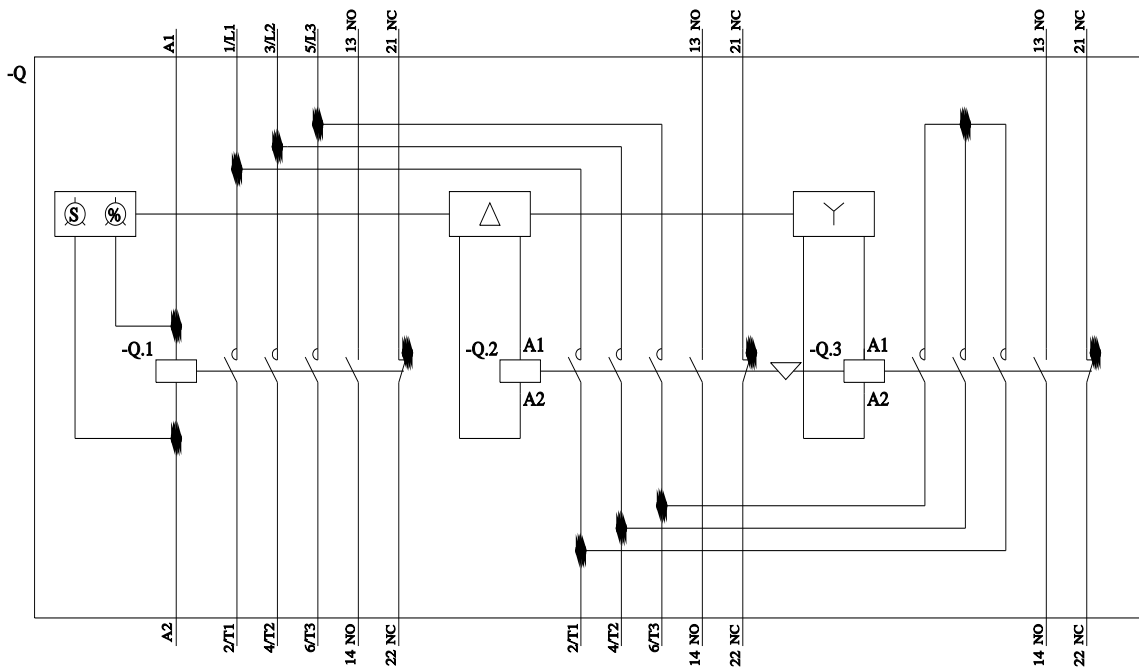 A1
1/L1
3/L2
5/L3
13 NO
21 NC
13 NO
21 NC
13 NO
21 NC
-Q
S
%
-Q.1
-Q.2
A1
A2
-Q.3
A1
A2
A2
2/T1
4/T2
6/T3
14 NO
22 NC
2/T1
4/T2
6/T3
14 NO
22 NC
14 NO
22 NC